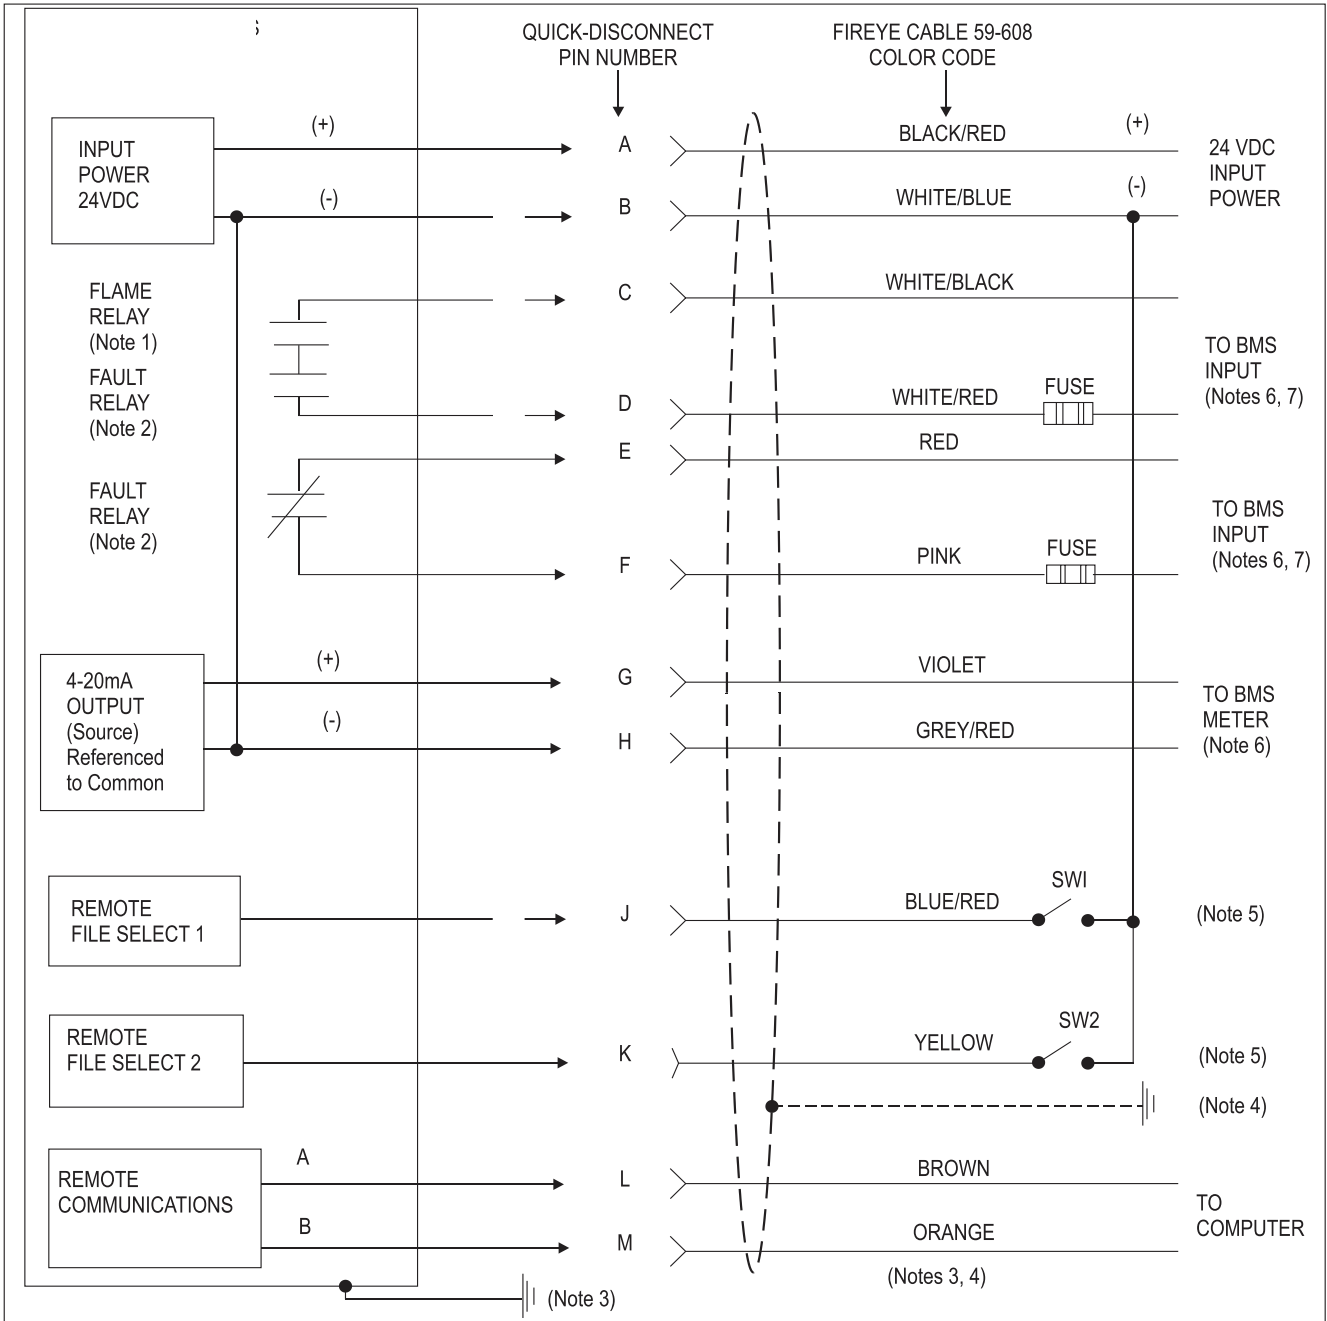 QUICK-DISCONNECT
PIN NUMBER
FIREYE CABLE 59-608
COLOR CODE
INPUT
POWER
24VDC
(+)
(-)
A
BLACK/RED
(+)
B
WHITE/BLUE
(-)
24 VDC
INPUT
POWER
FLAME
RELAY
(Note 1)
FAULT
RELAY
(Note 2)
C
WHITE/BLACK
D
WHITE/RED
FUSE
TO BMS
INPUT
(Notes 6, 7)
FAULT
RELAY
(Note 2)
E
RED
F
PINK
FUSE
TO BMS
INPUT
(Notes 6, 7)
4-20mA
OUTPUT
(Source)
Referenced
to Common
(+)
(-)
G
VIOLET
H
GREY/RED
TO BMS
METER
(Note 6)
REMOTE
FILE SELECT 1
J
BLUE/RED
SWI
(Note 5)
REMOTE
FILE SELECT 2
K
YELLOW
SW2
(Note 5)
(Note 4)
REMOTE
COMMUNICATIONS
A
B
L
BROWN
M
ORANGE
TO
COMPUTER
(Notes 3, 4)
(Note 3)